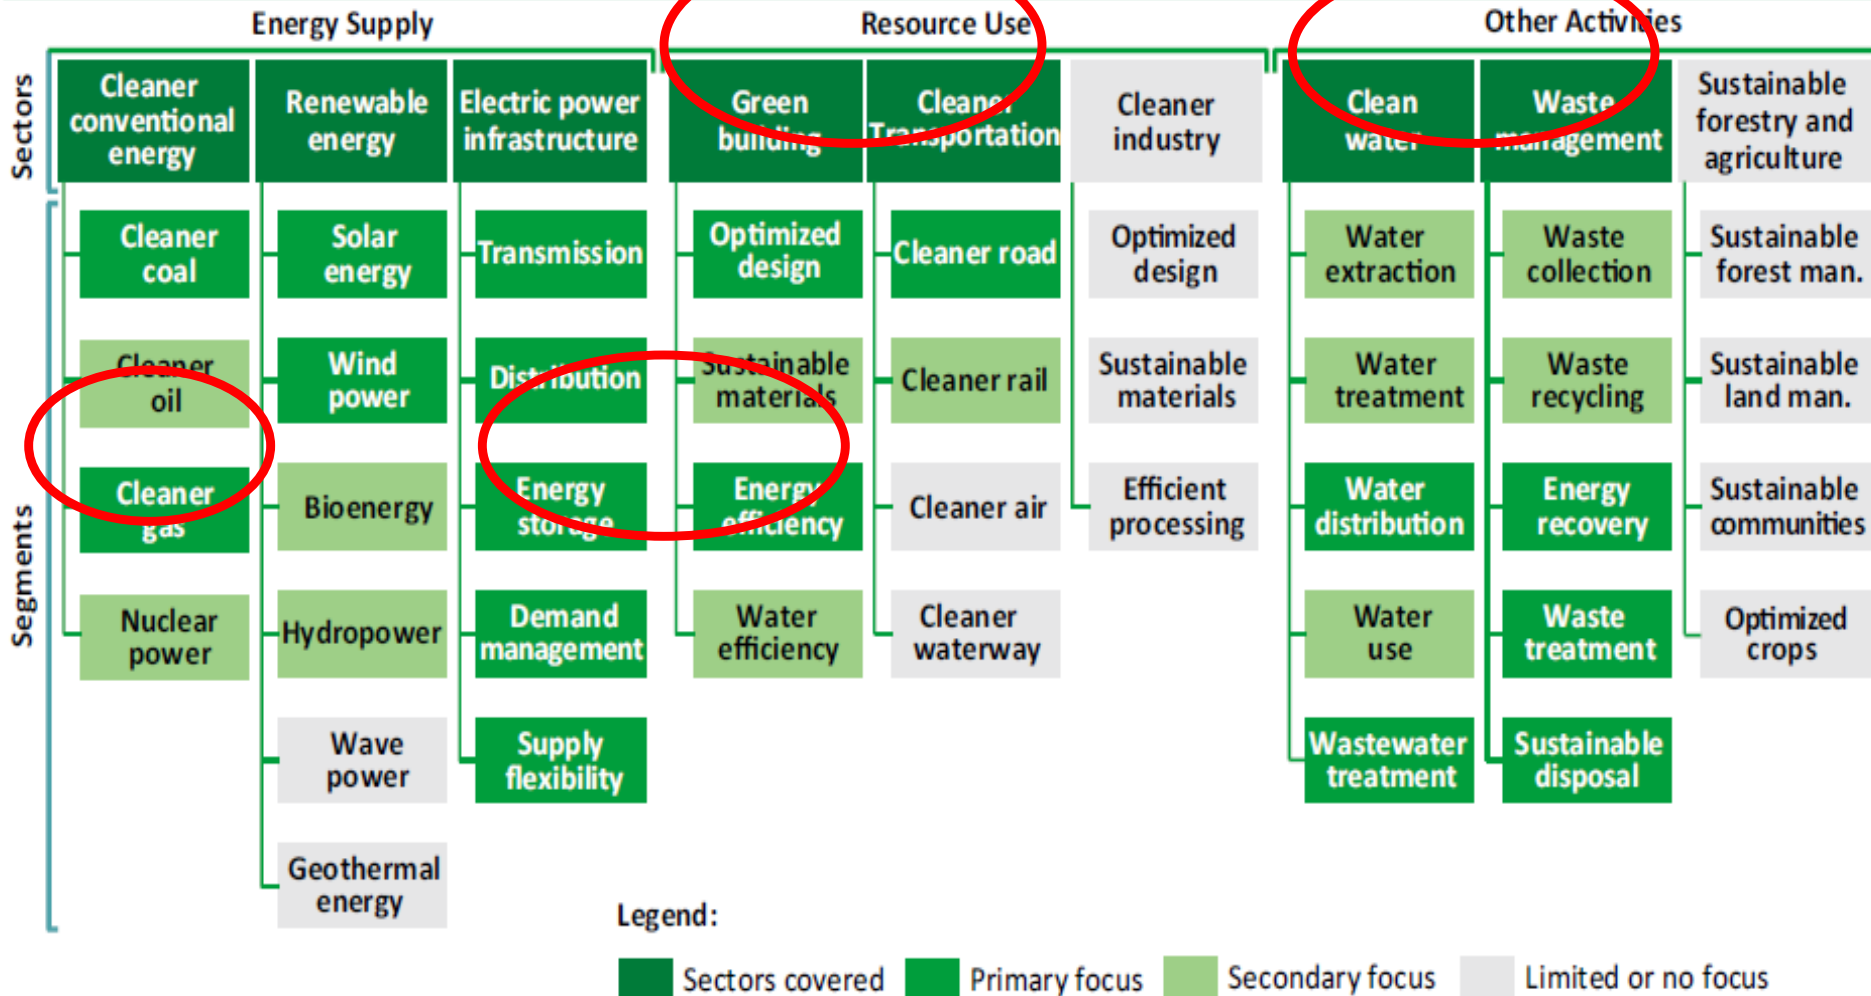 Energy Supply
Resource Use
Other Activities
Sectors
Cleaner
conventional
energy
Renewable
energy
Electric power
infrastructure
Green
building
Cleaner
Transportation
Cleaner
industry
Clean
water
Waste
management
Sustainable
forestry and
agriculture
Segments
Cleaner
coal
Solar
energy
Transmission
Optimized
design
Cleaner road
Optimized
design
Water
extraction
Waste
collection
Sustainable
forest man.
Cleaner
oil
Wind
power
Distribution
Sustainable
materials
Cleaner rail
Sustainable
materials
Water
treatment
Waste
recycling
Sustainable
land man.
Cleaner
gas
Bioenergy
Energy
storage
Energy
efficiency
Cleaner air
Efficient
processing
Water
distribution
Energy
recovery
Sustainable
communities
Nuclear
power
Hydropower
Demand
management
Water
efficiency
Cleaner
waterway
Water
use
Waste
treatment
Optimized
crops
Wave
power
Supply
flexibility
Wastewater
treatment
Sustainable
disposal
Geothermal
energy
Legend:
Sectors covered
Primary focus
Secondary focus
Limited or no focus